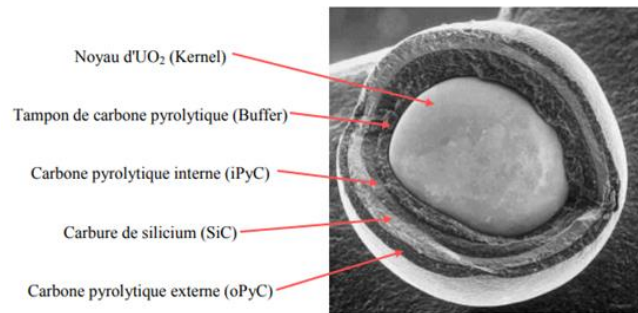 Noyau d'UO₂ (Kernel)
Tampon de carbone pyrolytique (Buffer)
Carbone pyrolytique interne (iPyC)
Carbure de silicium (SiC)
Carbone pyrolytique externe (oPyC)